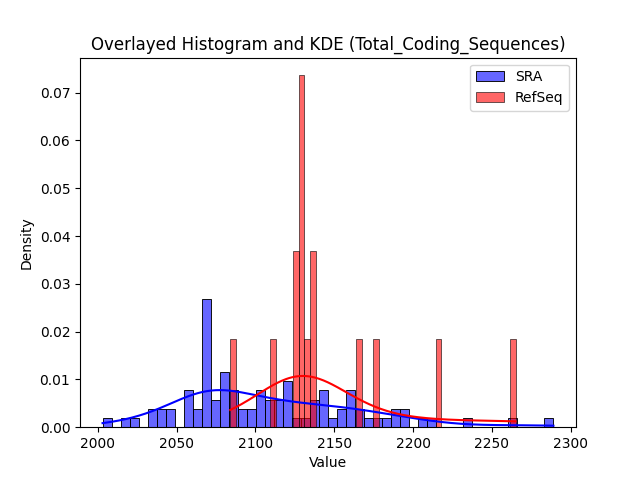 Overlayed Histogram and KDE (Total_Coding_Sequences)
SRA
RefSeq
0.07
0.06
0.05
0.04
0.03
0.02
0.01
0.00
Density
2000 2050 2100 2150 2200 2250 2300
Value